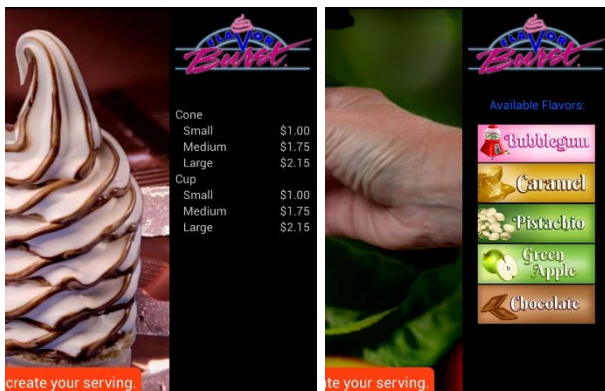 FLAVOR
Burst
Cone
Small $1.00
Medium $1.75
Large $2.15
Cup
Small $1.00
Medium $1.75
Large $2.15
create your serving.
FLAVOR
Burst
Available Flavors:
Bubblegum
Caramel
Pistachio
Green
Apple
Chocolate
te your serving.